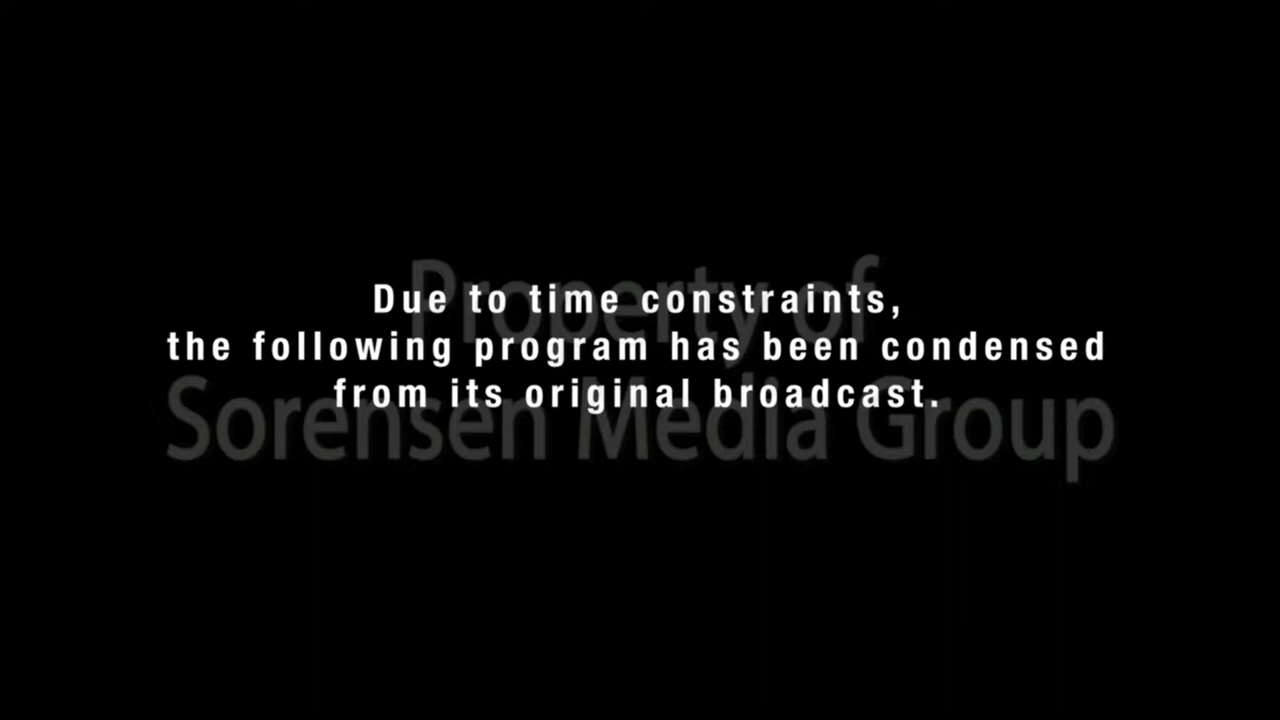 Due to time constraints,
the following program has been condensed
from its original broadcast.
Property of
Sorensen Media Group